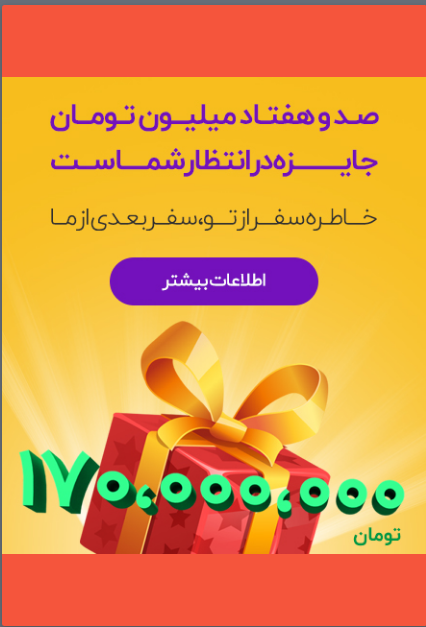 صد و هفتاد میلیون تومان
جایزه در انتظار شماست
خاطره سفر از تو، سفر بعدی از ما
اطلاعات بیشتر
۱۷۰,۰۰۰,۰۰۰
تومان